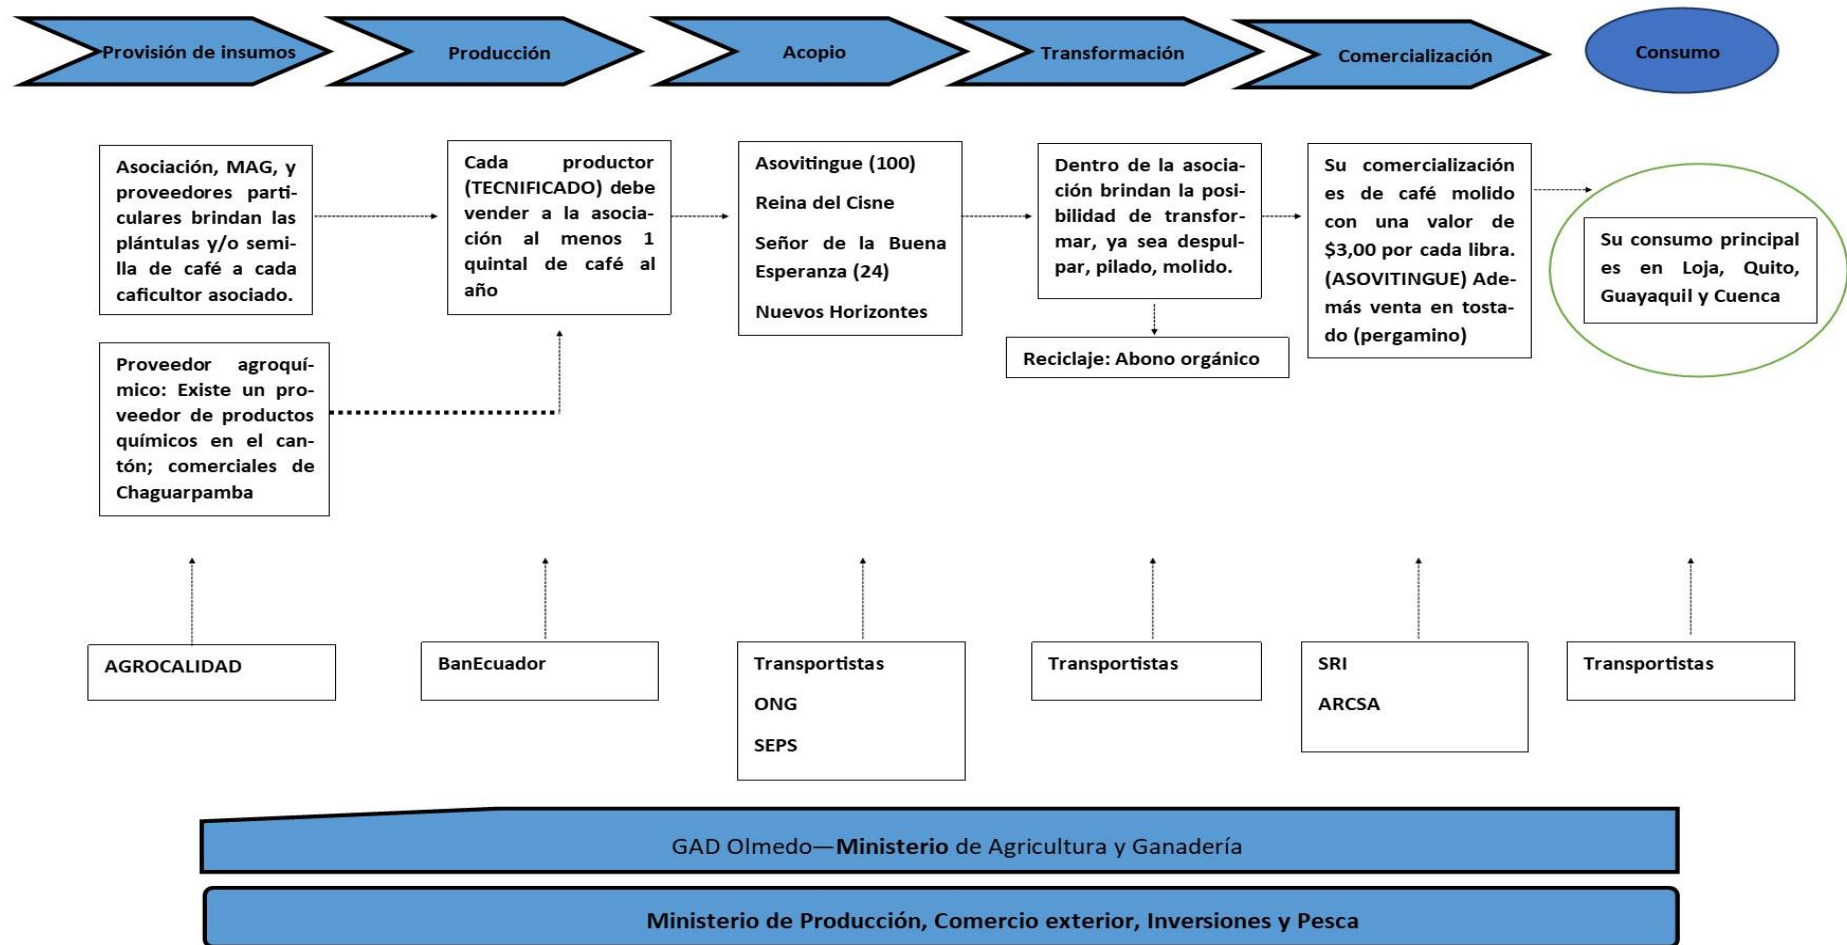 Provisión de insumos
Producción
Acopio
Transformación
Comercialización
Consumo
Asociación, MAG, y
proveedores parti-
culares brindan las
plántulas y/o semi-
lla de café a cada
caficultor asociado.
Proveedor agroquí-
mico: Existe un pro-
veedor de productos
químicos en el can-
tón; comerciales de
Chaguarpamba
Cada productor
(TECNIFICADO) debe
vender a la asocia-
ción al menos 1
quintal de café al
año
Asovitingue (100)
Reina del Cisne
Señor de la Buena
Esperanza (24)
Nuevos Horizontes
Dentro de la asocia-
ción brindan la po-
sibilidad de transfor-
mar, ya sea despul-
par, pilado, molido.
Reciclaje: Abono orgánico
Su comercialización
es de café molido
con una valor de
$3,00 por cada libra.
(ASOVITINGUE) Ade-
más venta en tosta-
do (pergamino)
Su consumo principal
es en Loja, Quito,
Guayaquil y Cuenca
AGROCALIDAD
BanEcuador
Transportistas
ONG
SEPS
Transportistas
SRI
ARCSA
Transportistas
GAD Olmedo—Ministerio de Agricultura y Ganadería
Ministerio de Producción, Comercio exterior, Inversiones y Pesca